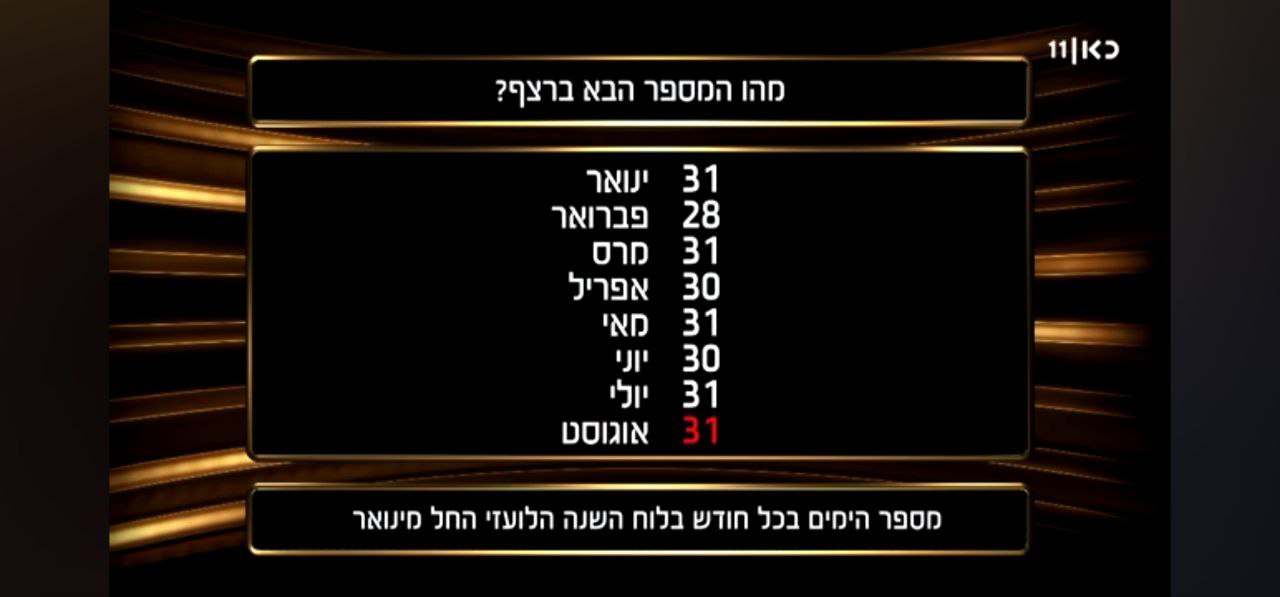 כאן|11
מהו המספר הבא ברצף?
31 ינואר
28 פברואר
31 מרס
30 אפריל
31 מאי
30 יוני
31 יולי
31 אוגוסט
מספר הימים בכל חודש בלוח השנה הלועזי החל מינואר